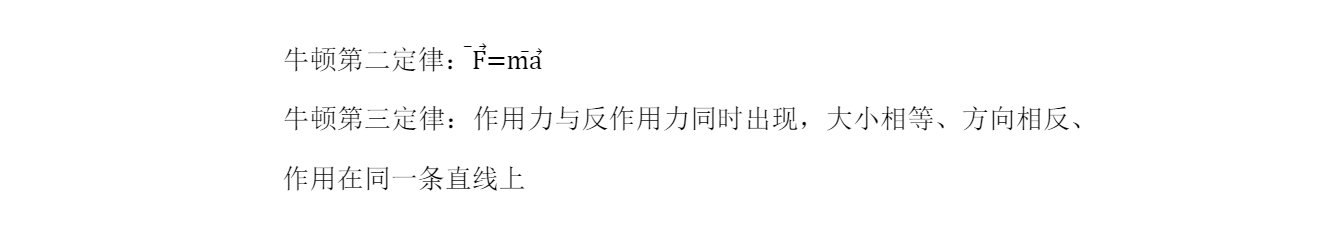 牛顿第二定律：F⃗=ma⃗
牛顿第三定律：作用力与反作用力同时出现，大小相等、方向相反、
作用在同一条直线上